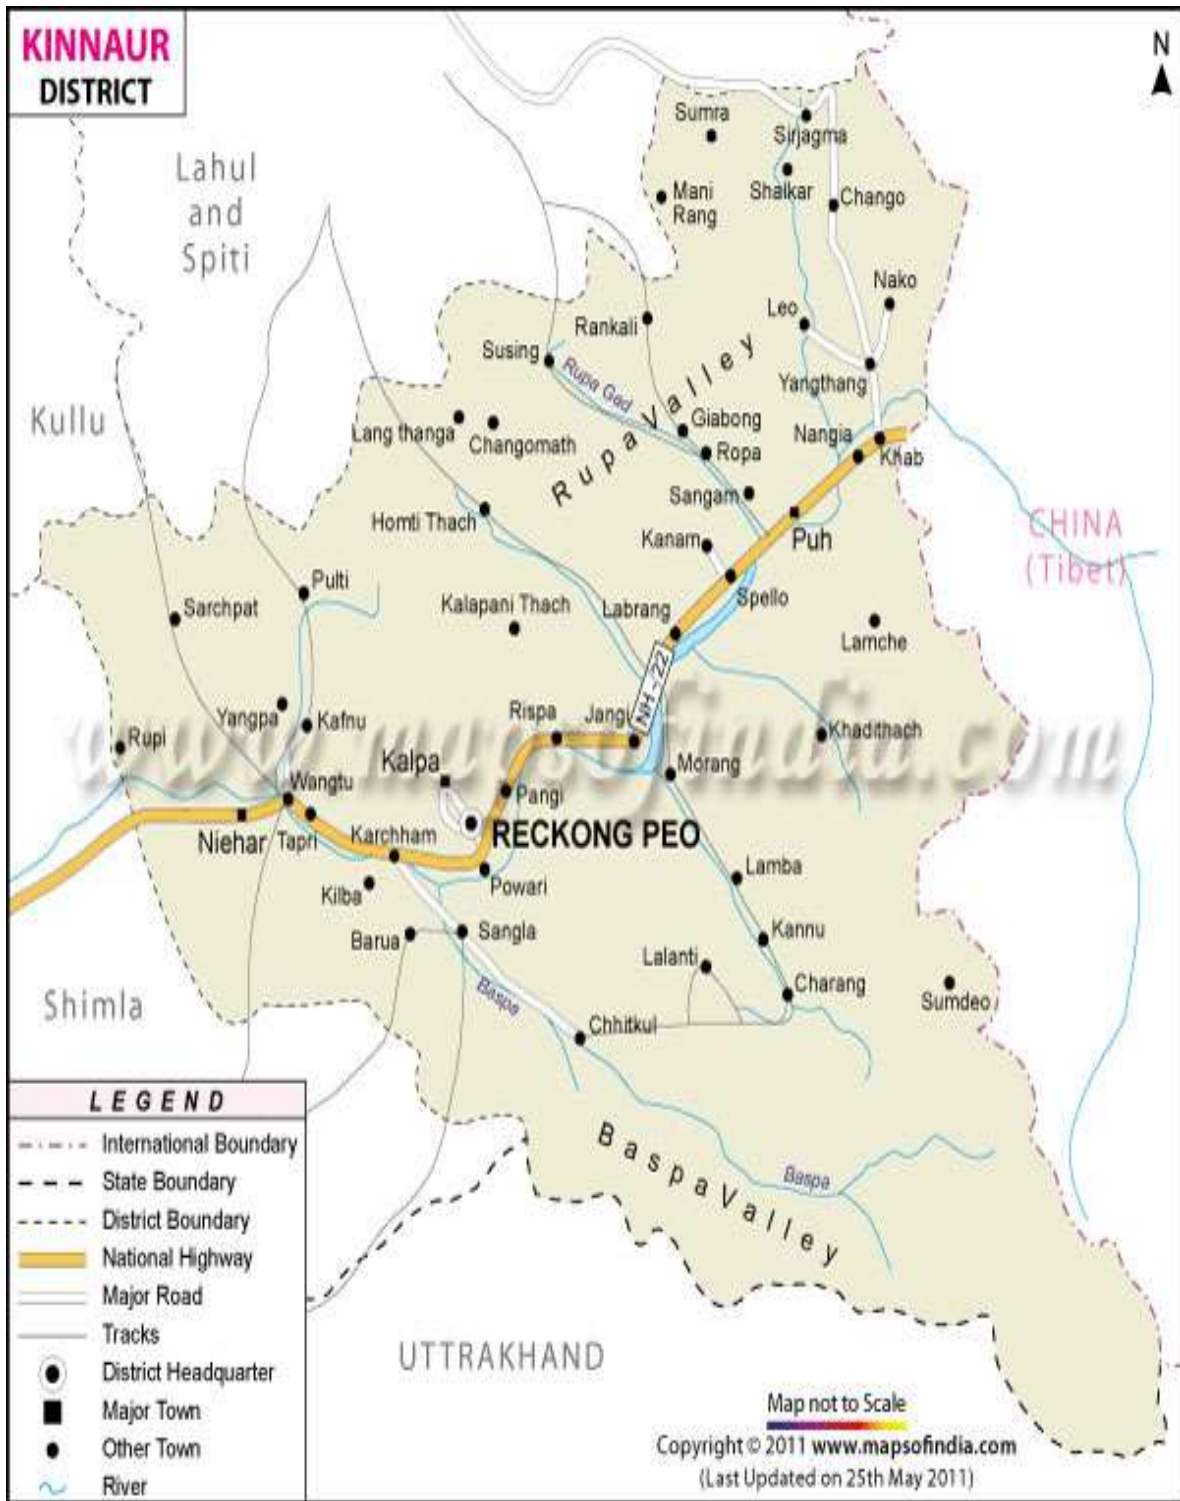 KINNAUR
DISTRICT
N
Lahul
and
Spiti
Sumra
Sirjagma
Mani
Rang
Shalkar
Chango
Nako
Leo
Rankali
Susing
Rupa Gad
Yangthang
Rupa Valley
Kullu
Lang thanga
Changomath
Giabong
Ropa
Nangia
Khab
Sangam
Homti Thach
Kanam
Puh
CHINA
(Tibet)
Pulti
Sarchpat
Kalapani Thach
Labrang
Spello
Lamche
NH - 22
Yangpa
Kafnu
Rispa
Jangi
Khadithach
Rupi
www.mapsofindia.com
Kalpa
Morang
Wangtu
Pangi
Niehar
Tapri
Karchham
RECKONG PEO
Kilba
Powari
Lamba
Barua
Sangla
Kannu
Lalanti
Charang
Sumdeo
Shimla
Baspa
Chhitkul
LEGEND
International Boundary
State Boundary
District Boundary
National Highway
Major Road
Tracks
District Headquarter
Major Town
Other Town
River
Baspa Valley
Baspa
UTTRAKHAND
Map not to Scale
Copyright © 2011 www.mapsofindia.com
(Last Updated on 25th May 2011)